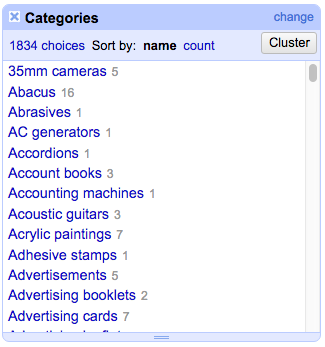 Categories change
1834 choices Sort by: name count Cluster
35mm cameras 5
Abacus 16
Abrasives 1
AC generators 1
Accordions 1
Account books 3
Accounting machines 1
Acoustic guitars 3
Acrylic paintings 7
Adhesive stamps 1
Advertisements 5
Advertising booklets 2
Advertising cards 7